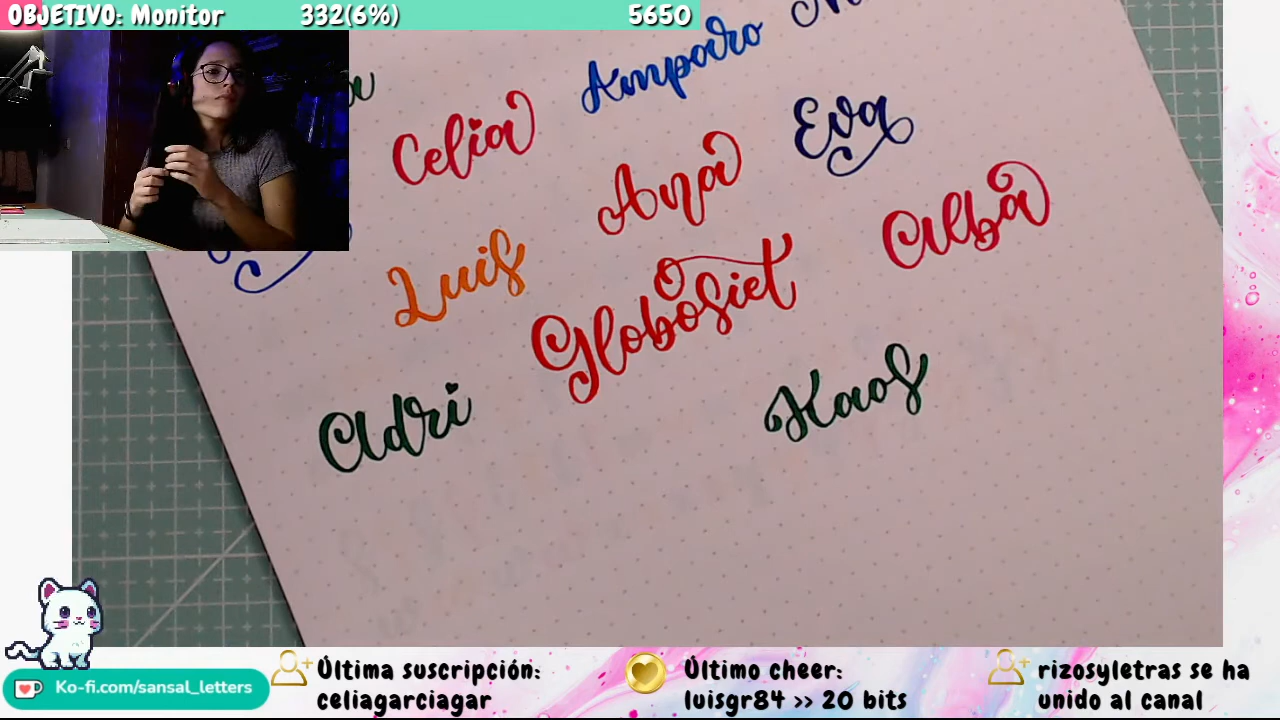 OBJETIVO: Monitor 332(6%) 5650
Amparo
Celia
Eva
Ana
Alba
Luis
Globosiet
Adri
Kaos
Ko-fi.com/sansal_letters
Última suscripción:
celiagarciagar
Último cheer:
luisgr84 >> 20 bits
rizosyletras se ha
unido al canal